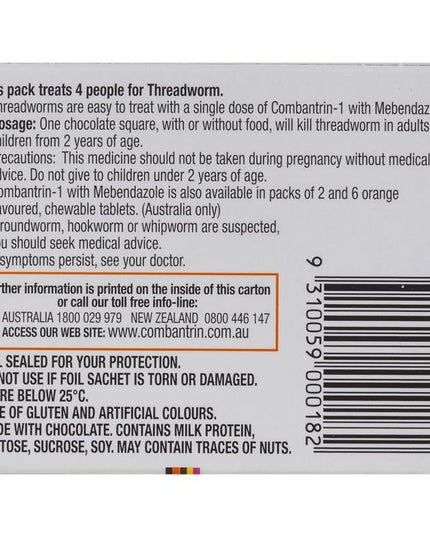 s pack treats 4 people for Threadworm.
hreadworms are easy to treat with a single dose of Combantrin-1 with Mebendaz
osage: One chocolate square, with or without food, will kill threadworm in adults
hildren from 2 years of age.
recautions: This medicine should not be taken during pregnancy without medical
dvice. Do not give to children under 2 years of age.
ombantrin-1 with Mebendazole is also available in packs of 2 and 6 orange
avoured, chewable tablets. (Australia only)
roundworm, hookworm or whipworm are suspected,
ou should seek medical advice.
symptoms persist, see your doctor.
rther information is printed on the inside of this carton
or call our toll free info-line:
AUSTRALIA 1800 029 979 NEW ZEALAND 0800 446 147
ACCESS OUR WEB SITE: www.combantrin.com.au
L SEALED FOR YOUR PROTECTION.
NOT USE IF FOIL SACHET IS TORN OR DAMAGED.
RE BELOW 25°C.
E OF GLUTEN AND ARTIFICIAL COLOURS.
DE WITH CHOCOLATE. CONTAINS MILK PROTEIN,
TOSE, SUCROSE, SOY. MAY CONTAIN TRACES OF NUTS.
9 310059 000182